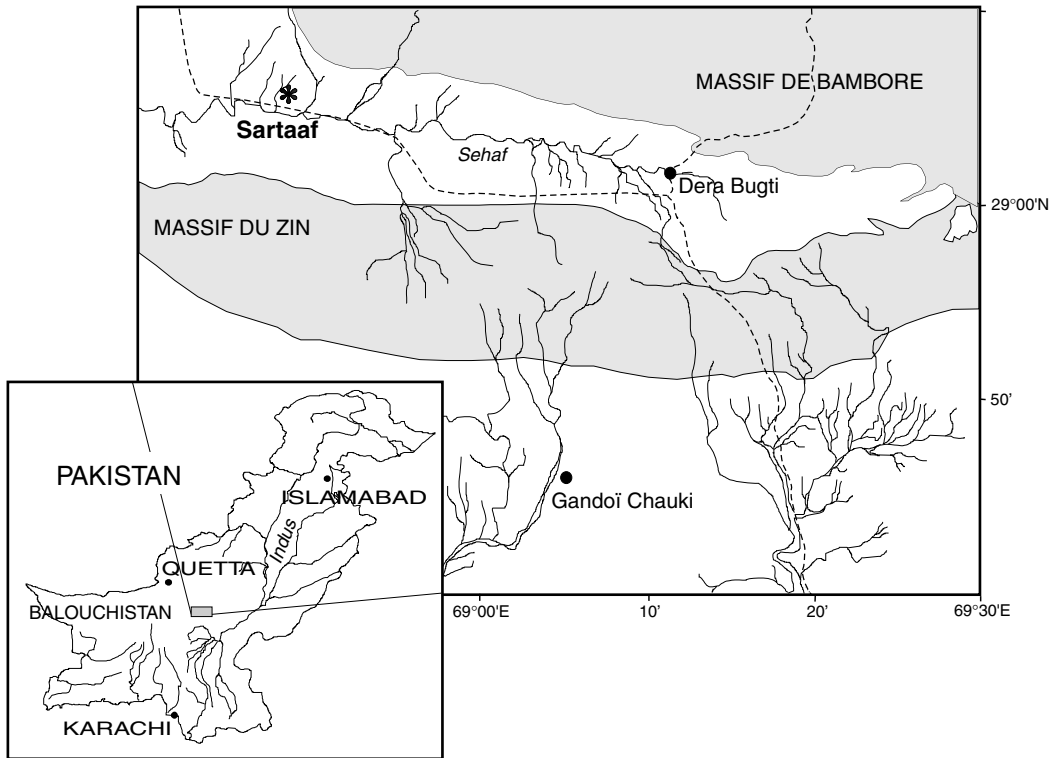 MASSIF DE BAMBORE
Sartaaf
Sehaf
Dera Bugti
29°00'N
MASSIF DU ZIN
50'
PAKISTAN
ISLAMABAD
Gandoï Chauki
Indus
QUETTA
BALOUCHISTAN
69°00'E
10'
20'
69°30'E
KARACHI